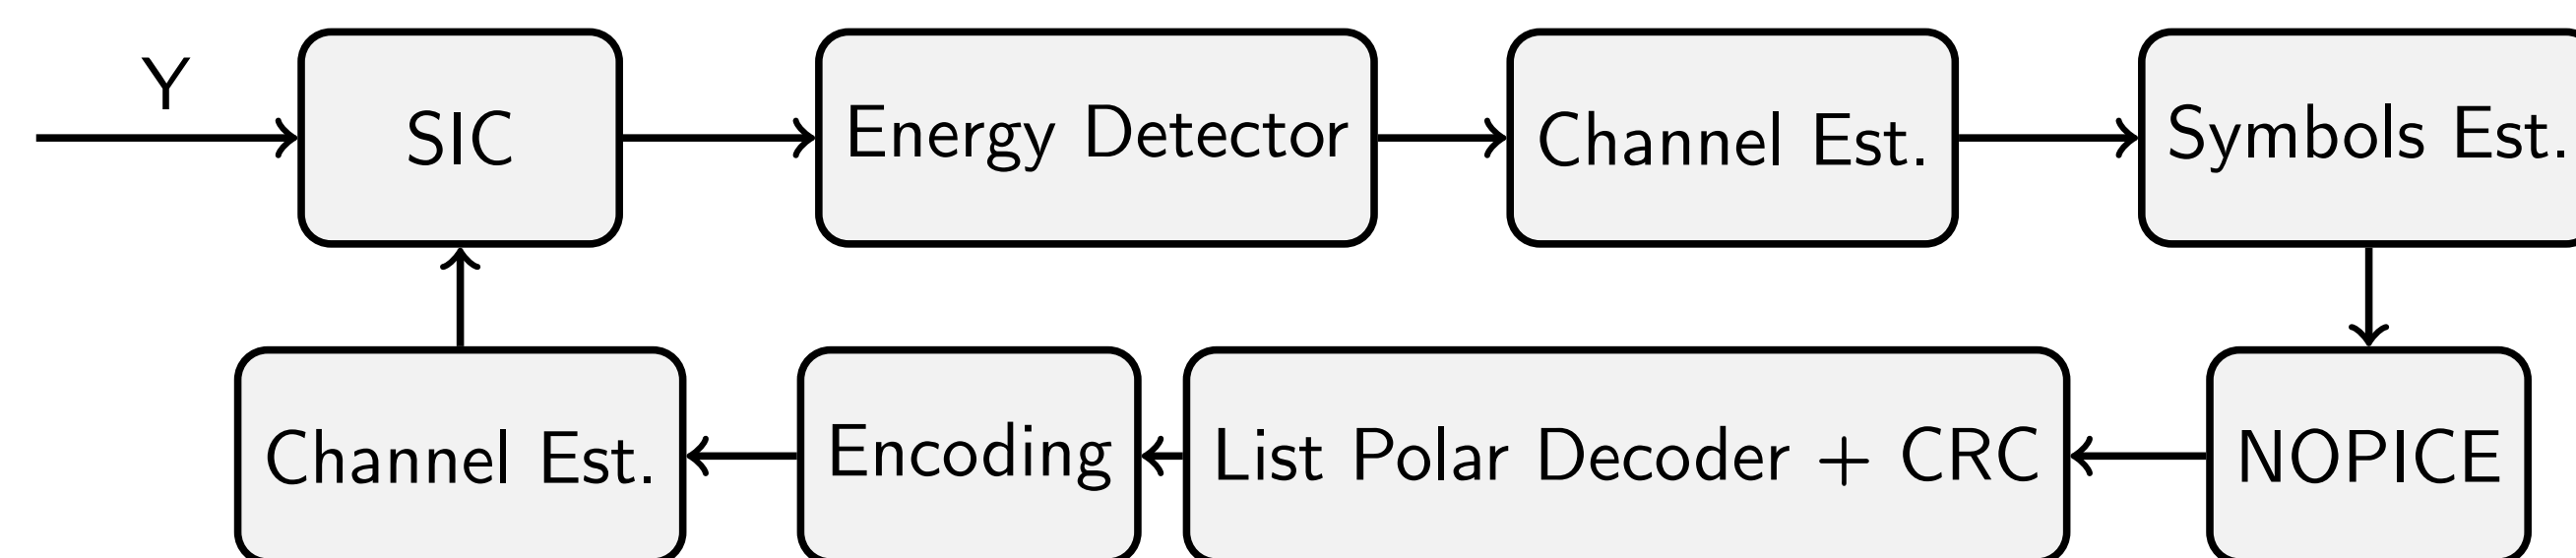 Y
SIC
Energy Detector
Channel Est.
Symbols Est.
Channel Est.
Encoding
List Polar Decoder + CRC
NOPICE